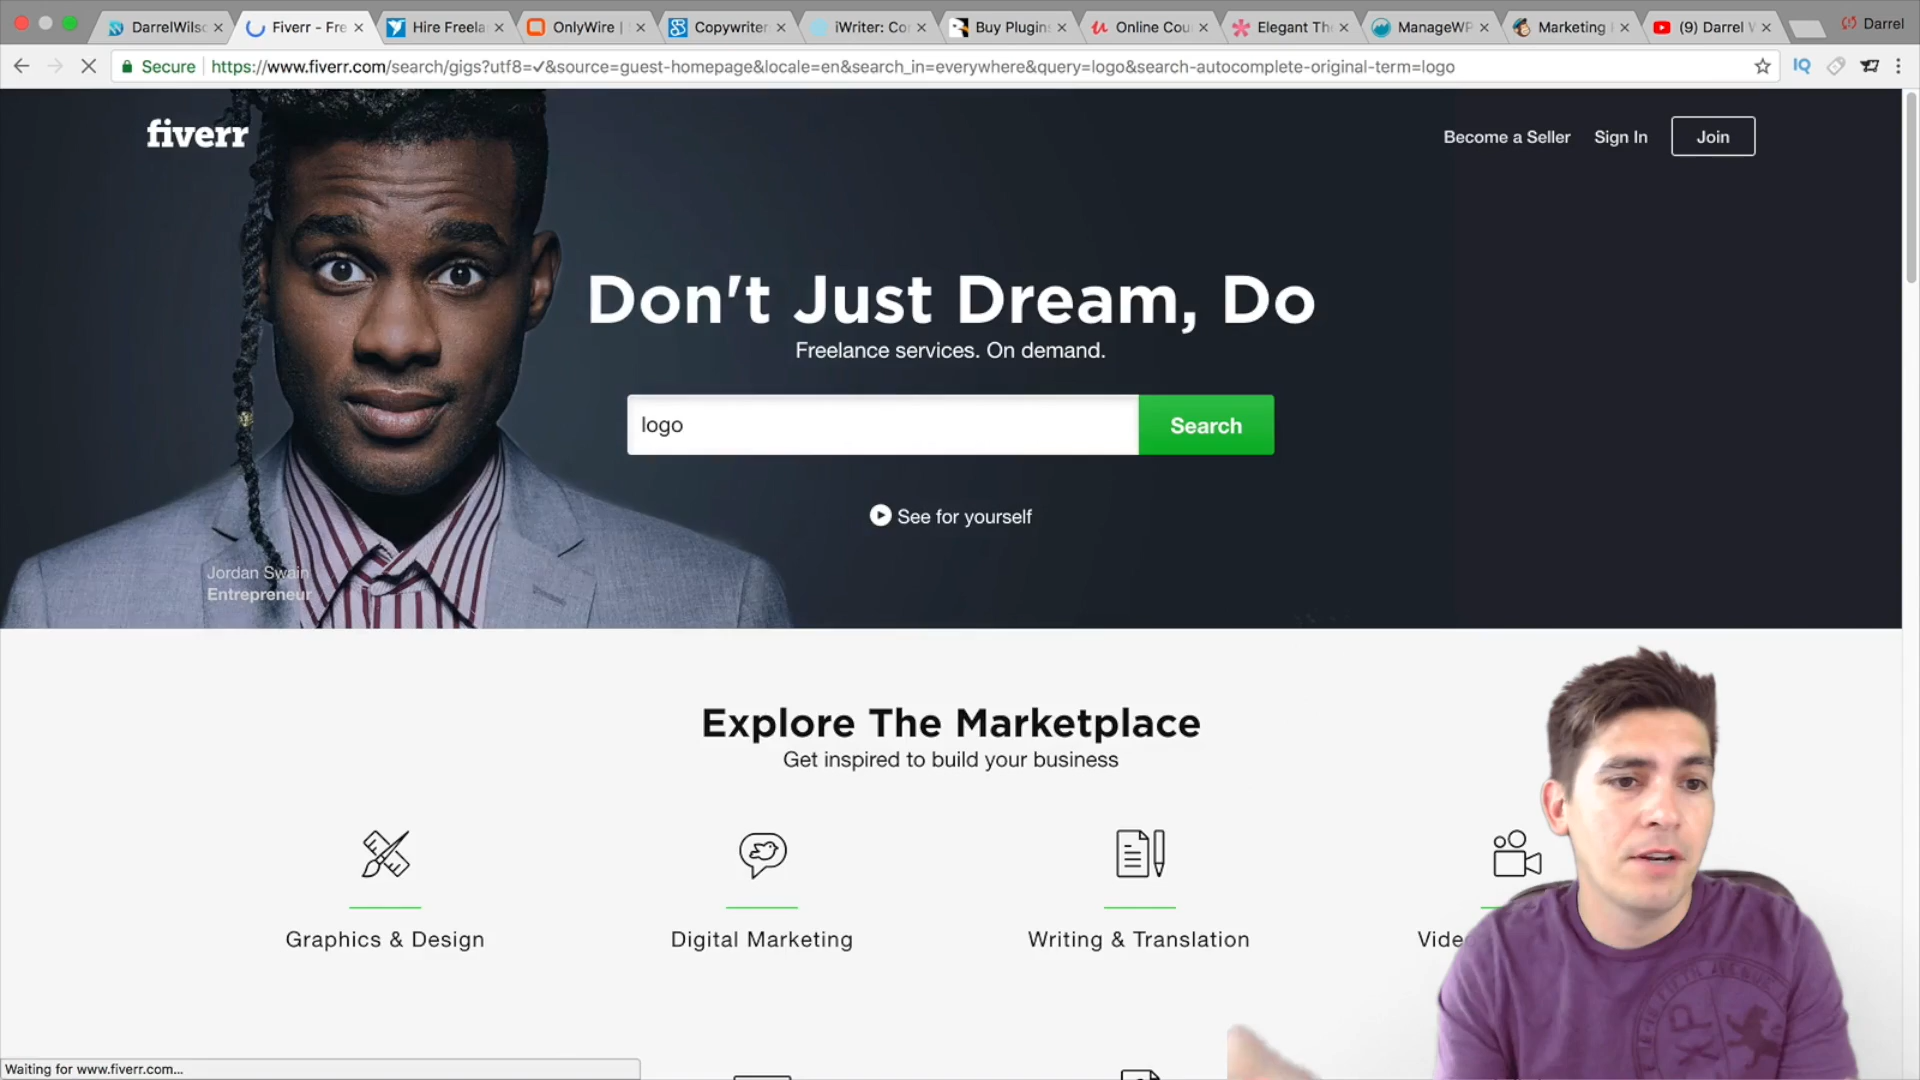 DarrelWilso
Fiverr - Fre
Hire Freela
OnlyWire |
Copywriter
iWriter: Co
Buy Plugins
Online Cou
Elegant The
ManageWP
Marketing
(9) Darrel W
Darrel
Secure
https://www.fiverr.com/search/gigs?utf8=✓&source=guest-homepage&locale=en&search_in=everywhere&query=logo&search-autocomplete-original-term=logo
IQ
fiverr
Become a Seller
Sign In
Join
Don't Just Dream, Do
Freelance services. On demand.
logo
Search
See for yourself
Jordan Swain
Entrepreneur
Explore The Marketplace
Get inspired to build your business
Graphics & Design
Digital Marketing
Writing & Translation
Vide
Waiting for www.fiverr.com...